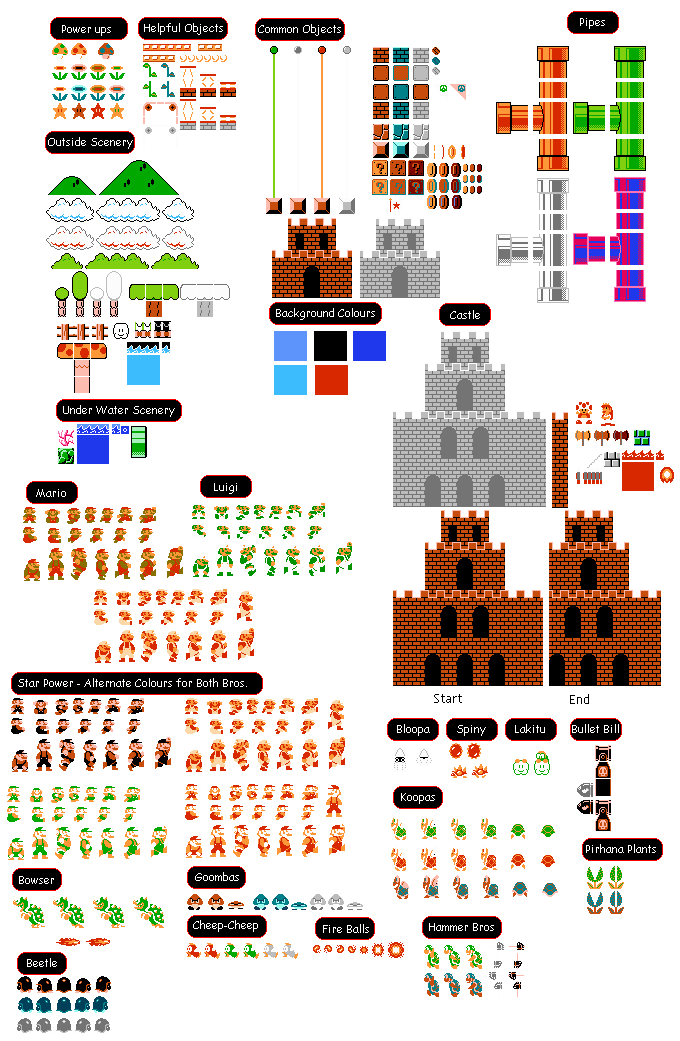 Power ups
Helpful Objects
Common Objects
Pipes
Outside Scenery
Background Colours
Castle
Under Water Scenery
Mario
Luigi
Star Power - Alternate Colours for Both Bros.
Start
End
Bloopa
Spiny
Lakitu
Bullet Bill
Koopas
Pirhana Plants
Bowser
Goombas
Cheep-Cheep
Fire Balls
Hammer Bros
Beetle